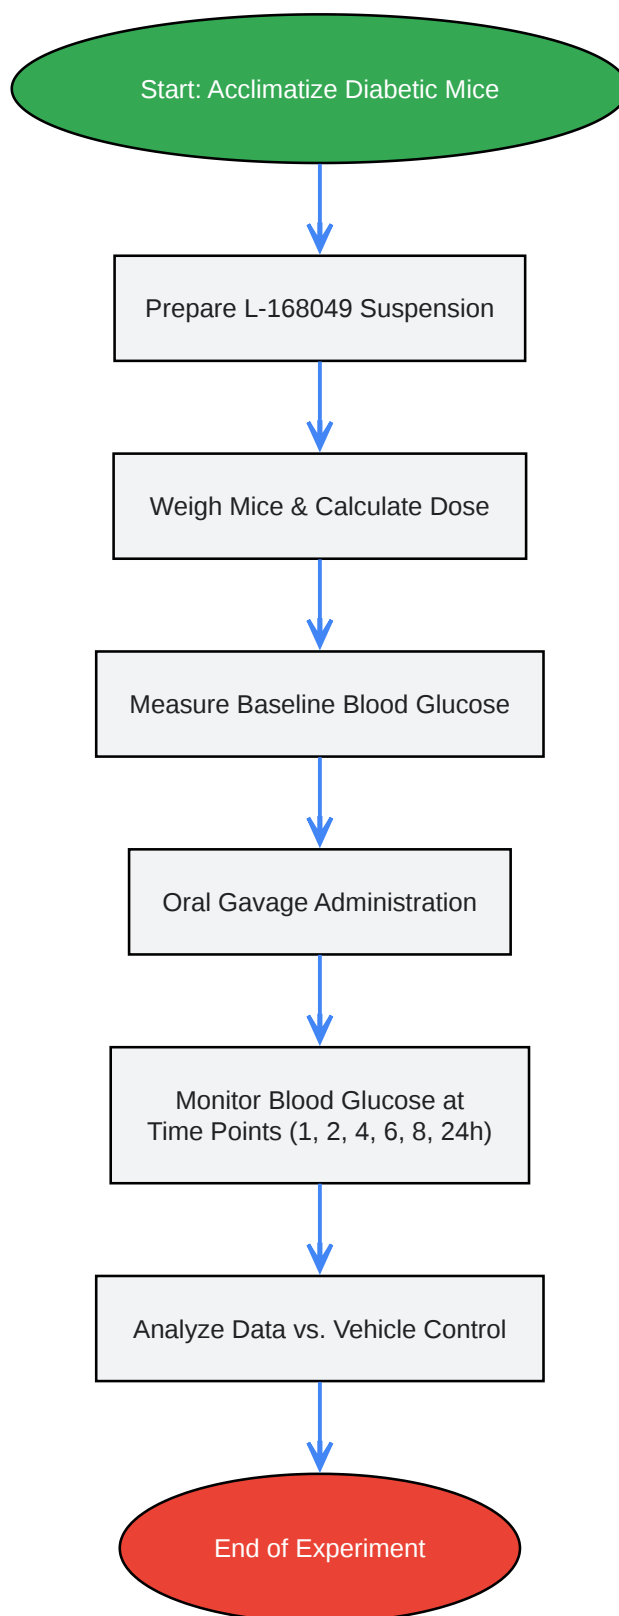 Start: Acclimatize Diabetic Mice
Prepare L-168049 Suspension
Weigh Mice & Calculate Dose
Measure Baseline Blood Glucose
Oral Gavage Administration
Monitor Blood Glucose at
Time Points (1, 2, 4, 6, 8, 24h)
Analyze Data vs. Vehicle Control
End of Experiment